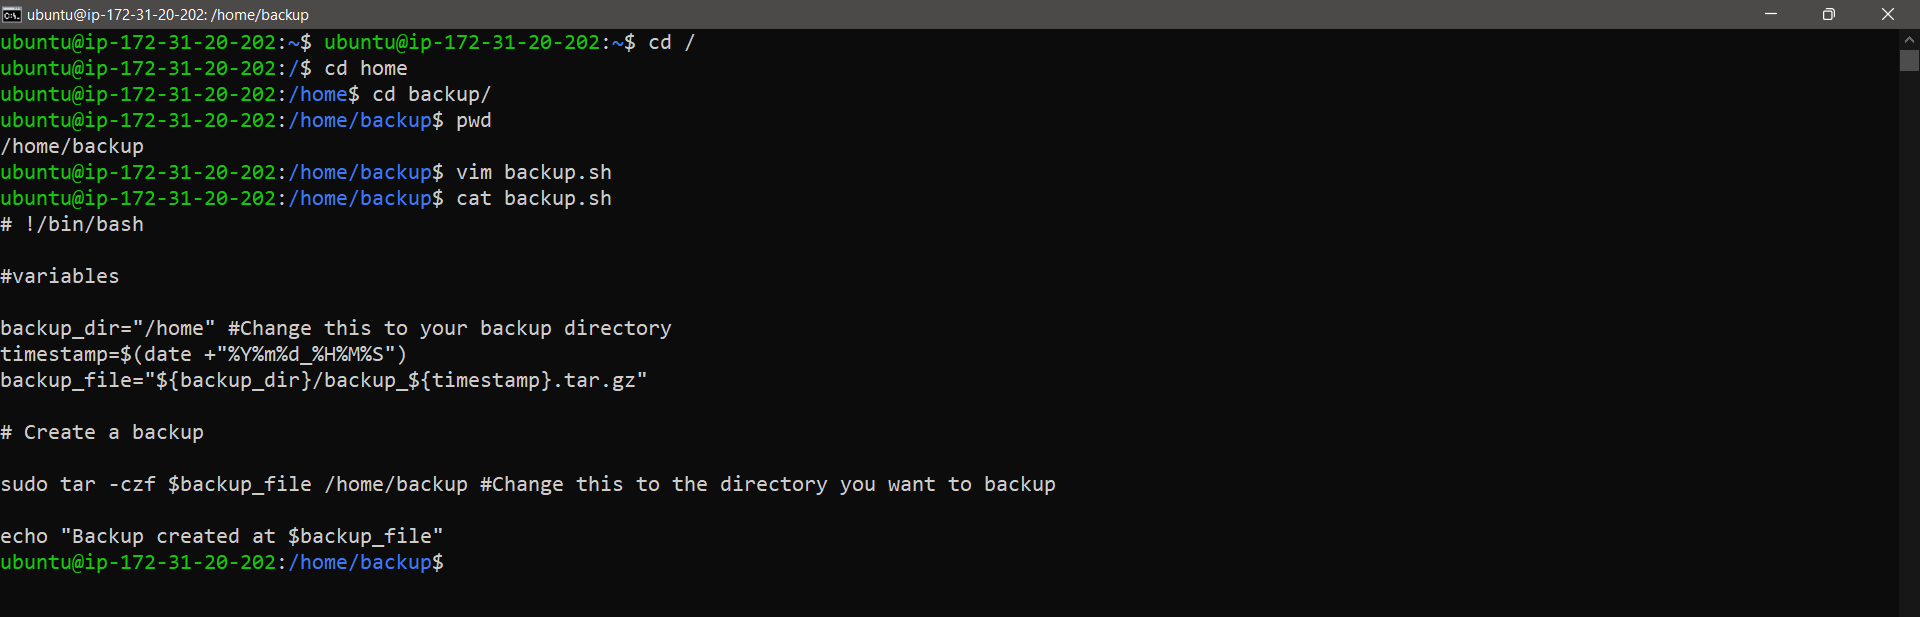 ubuntu@ip-172-31-20-202: /home/backup
ubuntu@ip-172-31-20-202:~$ ubuntu@ip-172-31-20-202:~$ cd /
ubuntu@ip-172-31-20-202:/$ cd home
ubuntu@ip-172-31-20-202:/home$ cd backup/
ubuntu@ip-172-31-20-202:/home/backup$ pwd
/home/backup
ubuntu@ip-172-31-20-202:/home/backup$ vim backup.sh
ubuntu@ip-172-31-20-202:/home/backup$ cat backup.sh
# !/bin/bash
#variables
backup_dir="/home" #Change this to your backup directory
timestamp=$(date +"%Y%m%d_%H%M%S")
backup_file="${backup_dir}/backup_${timestamp}.tar.gz"
# Create a backup
sudo tar -czf $backup_file /home/backup #Change this to the directory you want to backup
echo "Backup created at $backup_file"
ubuntu@ip-172-31-20-202:/home/backup$